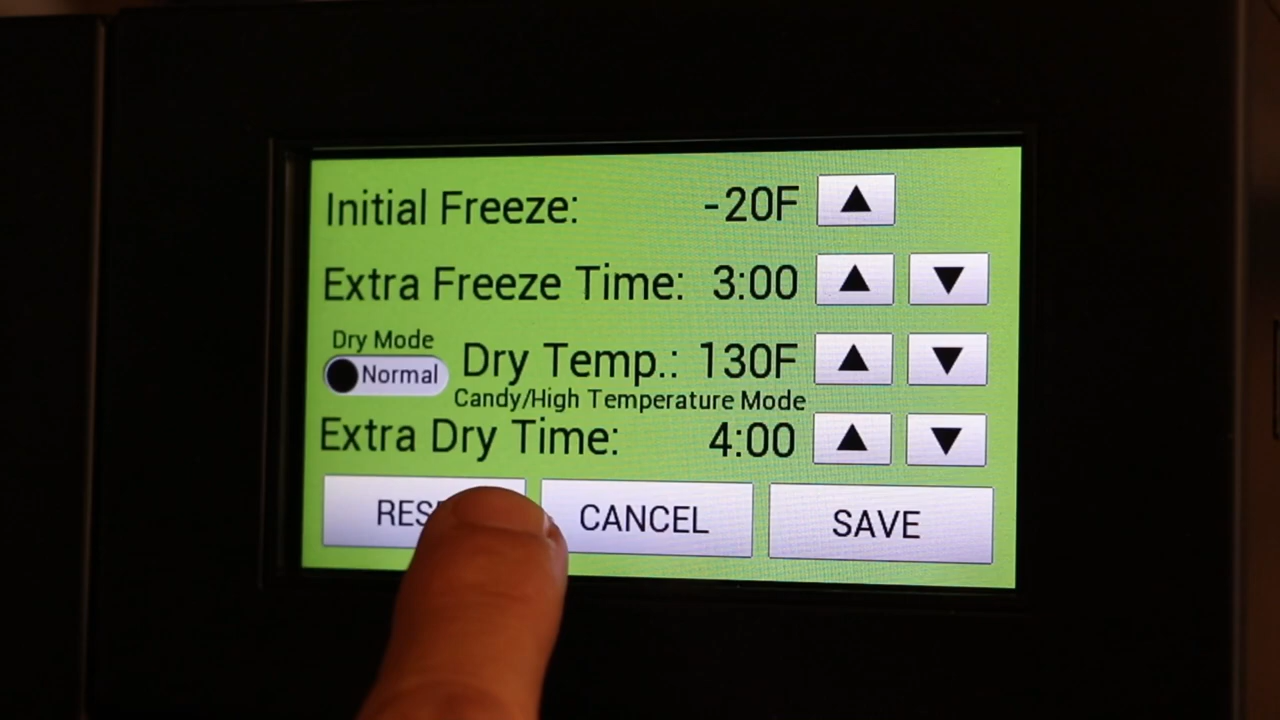 Initial Freeze: -20F
Extra Freeze Time: 3:00
Dry Mode
Normal
Dry Temp.: 130F
Candy/High Temperature Mode
Extra Dry Time: 4:00
CANCEL SAVE